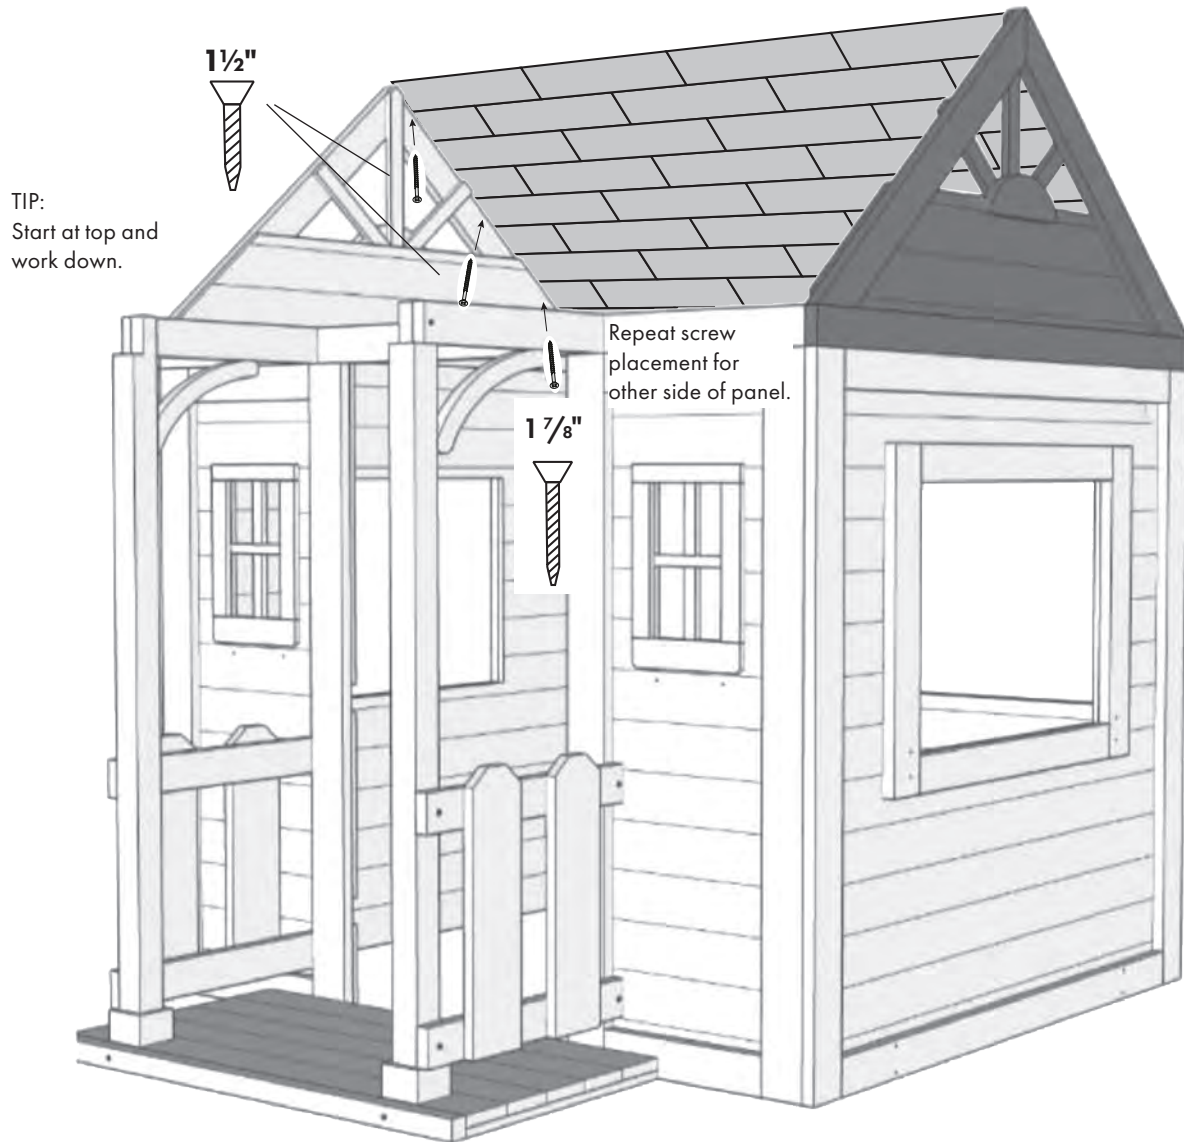 1½"
TIP:
Start at top and
work down.
Repeat screw
placement for
other side of panel.
1 ⅞"